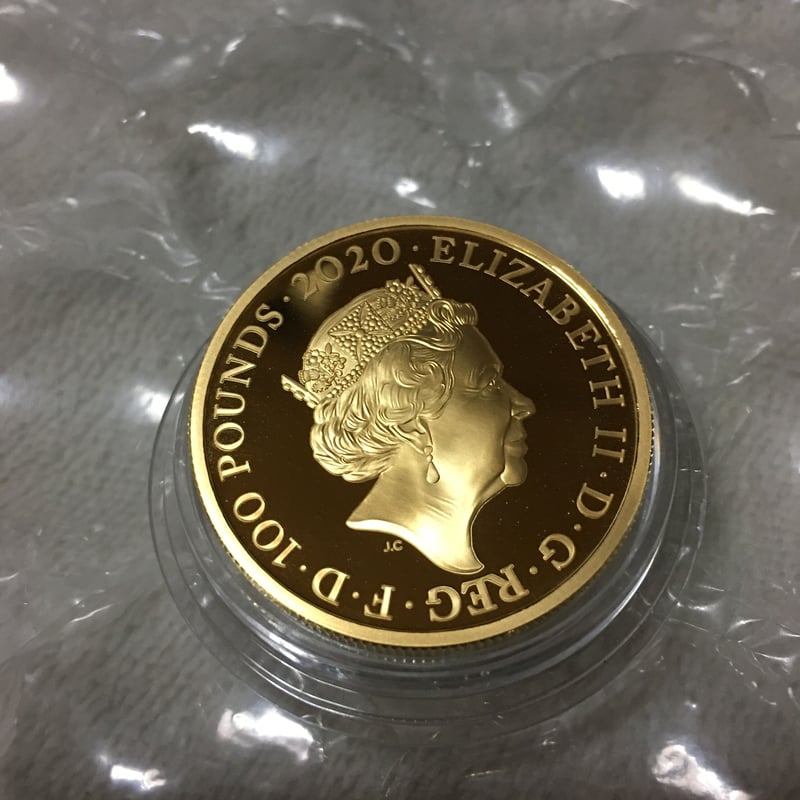 ELIZABETH II · D · G · REG · F · D · 100 POUNDS · 2020 ·
J.C